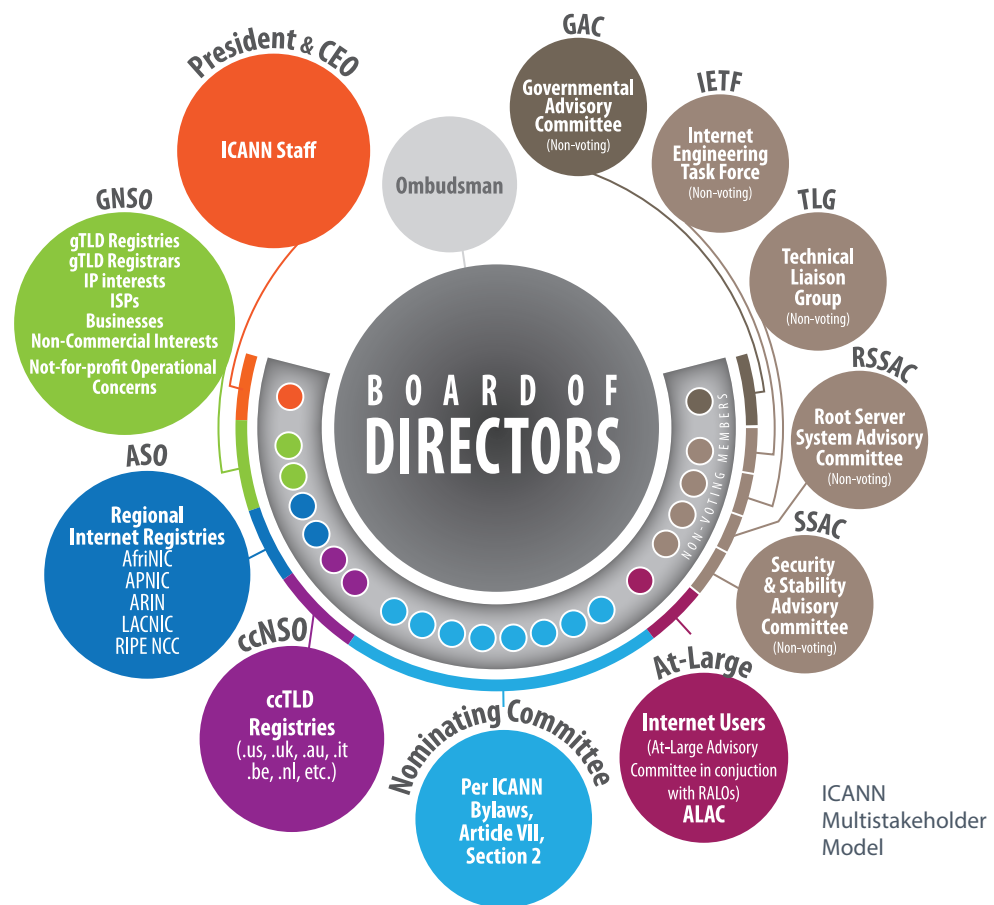 President & CEO
ICANN Staff
GAC
Governmental
Advisory
Committee
(Non-voting)
Ombudsman
IETF
Internet
Engineering
Task Force
(Non-voting)
GNSO
gTLD Registries
gTLD Registrars
IP interests
ISPs
Businesses
Non-Commercial Interests
Not-for-profit Operational
Concerns
TLG
Technical
Liaison
Group
(Non-voting)
BOARD OF
DIRECTORS
NON-VOTING MEMBERS
RSSAC
Root Server
System Advisory
Committee
(Non-voting)
ASO
Regional
Internet Registries
AfriNIC
APNIC
ARIN
LACNIC
RIPE NCC
SSAC
Security
& Stability
Advisory
Committee
(Non-voting)
ccNSO
ccTLD
Registries
(.us, .uk, .au, .it
.be, .nl, etc.)
Nominating Committee
Per ICANN
Bylaws,
Article VII,
Section 2
At-Large
Internet Users
(At-Large Advisory
Committee in conjunction
with RALOs)
ALAC
ICANN
Multistakeholder
Model